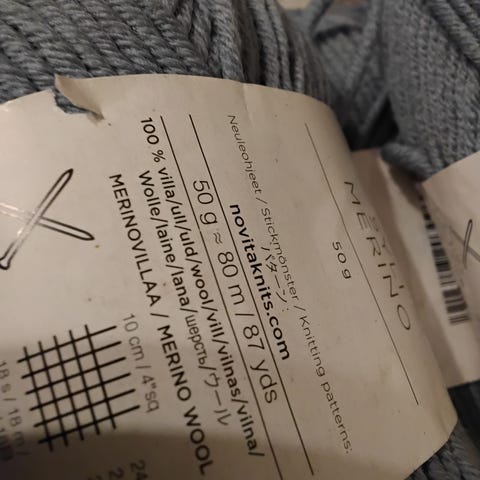 MERINO
50 g
Neuleohjeet / Stickmönster / Knitting patterns:
パターン:
novitaknits.com
50 g ≈ 80 m / 87 yds
100 % villa/ull/uld/wool/vill/vilnas/vilna/
Wolle/laine/lana/шерсть/ウール
MERINOVILLAA / MERINO WOOL
10 cm / 4"sq
18 s / 18 m /